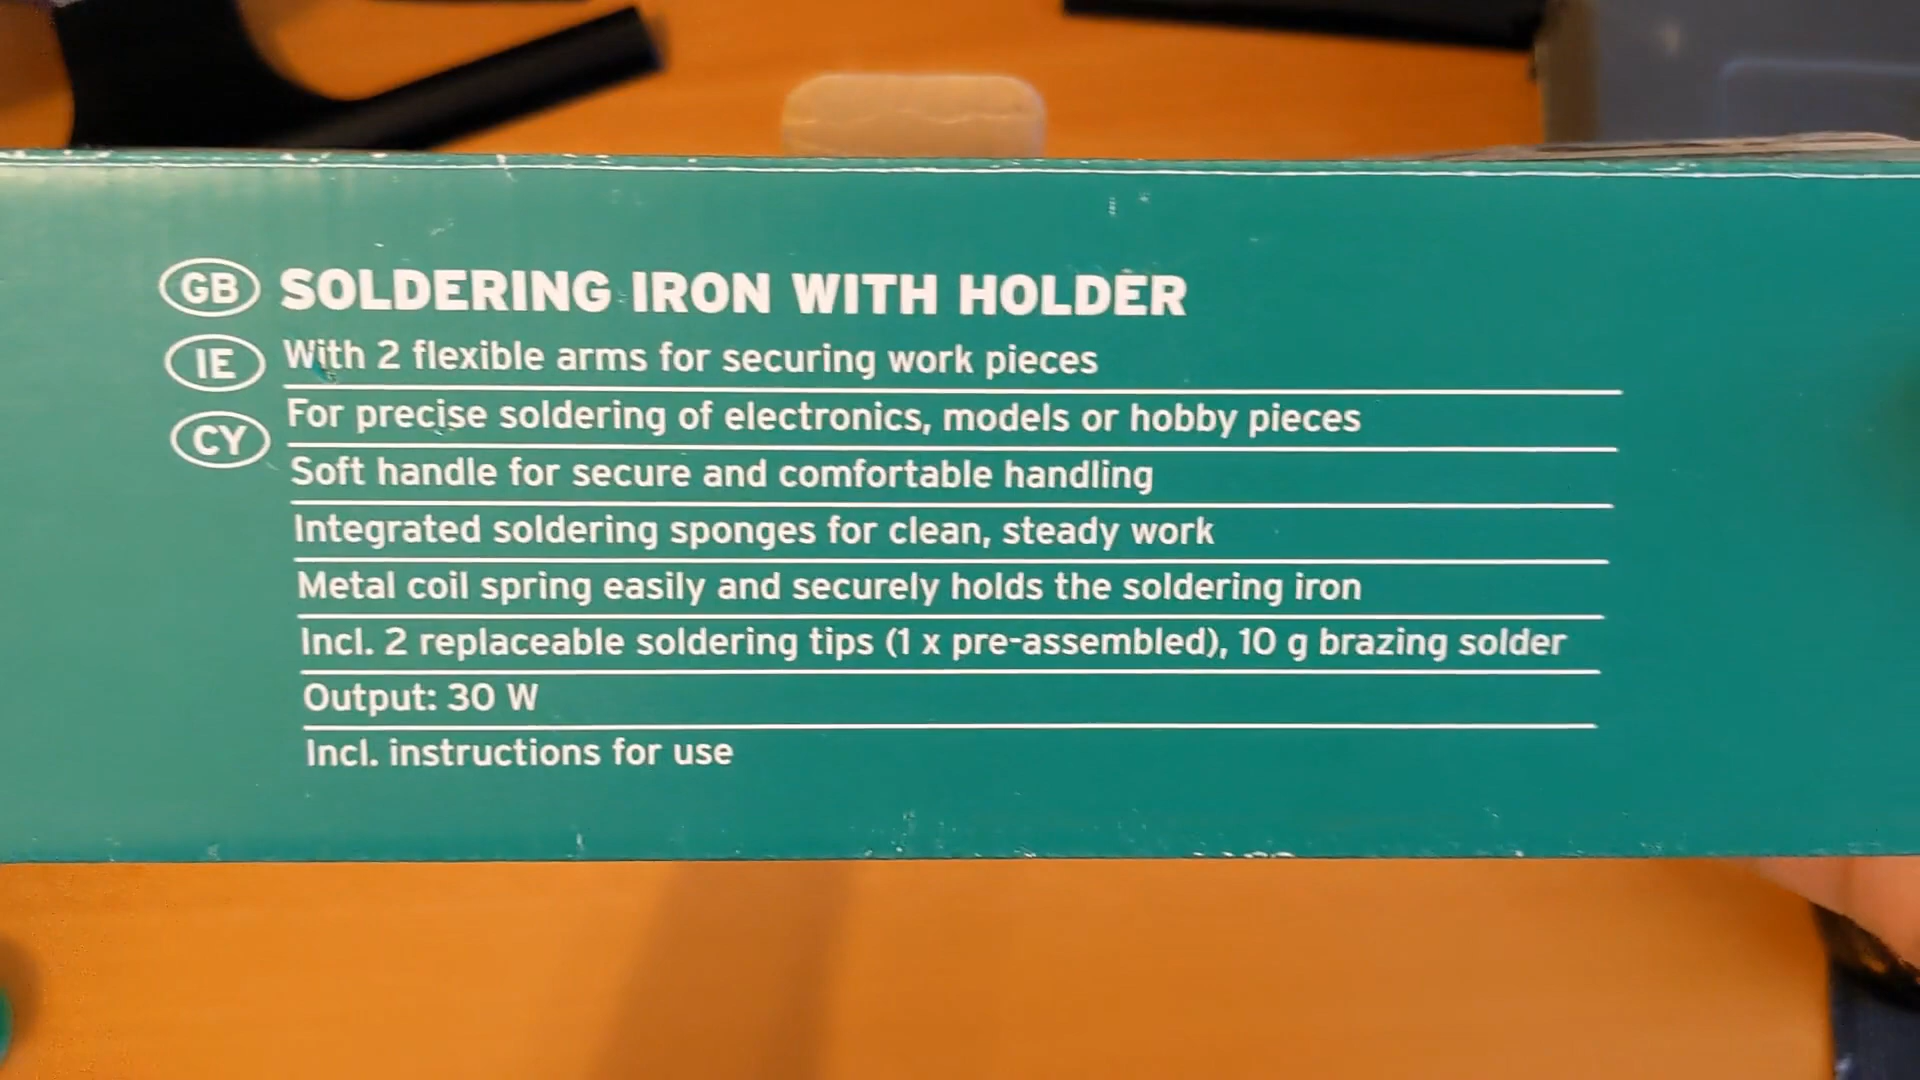 GB SOLDERING IRON WITH HOLDER
IE With 2 flexible arms for securing work pieces
CY For precise soldering of electronics, models or hobby pieces
Soft handle for secure and comfortable handling
Integrated soldering sponges for clean, steady work
Metal coil spring easily and securely holds the soldering iron
Incl. 2 replaceable soldering tips (1 x pre-assembled), 10 g brazing solder
Output: 30 W
Incl. instructions for use